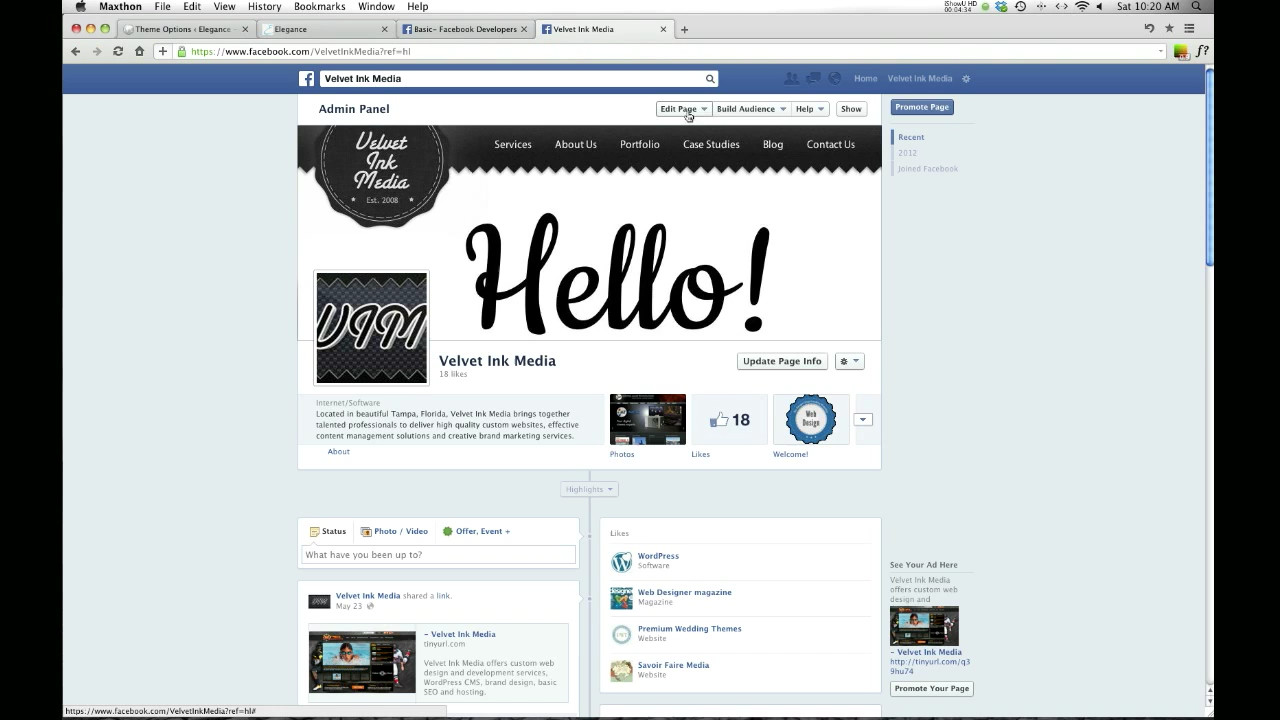 Maxthon File Edit View History Bookmarks Window Help
iShowU HD
00:04:34
Sat 10:20 AM
Theme Options ‹ Elegance
Elegance
Basic- Facebook Developers
Velvet Ink Media
https://www.facebook.com/VelvetInkMedia?ref=hl
Velvet Ink Media
Home Velvet Ink Media
Admin Panel
Edit Page Build Audience Help Show
Promote Page
Recent
2012
Joined Facebook
Velvet
Ink
Media
Est. 2008
Services About Us Portfolio Case Studies Blog Contact Us
Hello!
VIM
Velvet Ink Media
18 likes
Update Page Info
Internet/Software
Located in beautiful Tampa, Florida, Velvet Ink Media brings together
talented professionals to deliver high quality custom websites, effective
content management solutions and creative brand marketing services.
About
18
Web
Design
Photos Likes Welcome!
Highlights
Status Photo / Video Offer, Event +
What have you been up to?
Velvet Ink Media shared a link.
May 23
- Velvet Ink Media
tinyurl.com
Velvet Ink Media offers custom web
design and development services,
WordPress CMS, brand design, basic
SEO and hosting.
Likes
WordPress
Software
Web Designer magazine
Magazine
Premium Wedding Themes
Website
Savoir Faire Media
Website
See Your Ad Here
Velvet Ink Media
offers custom web
design and
- Velvet Ink Media
http://tinyurl.com/q3
9hu74
Promote Your Page
https://www.facebook.com/VelvetInkMedia?ref=hl#